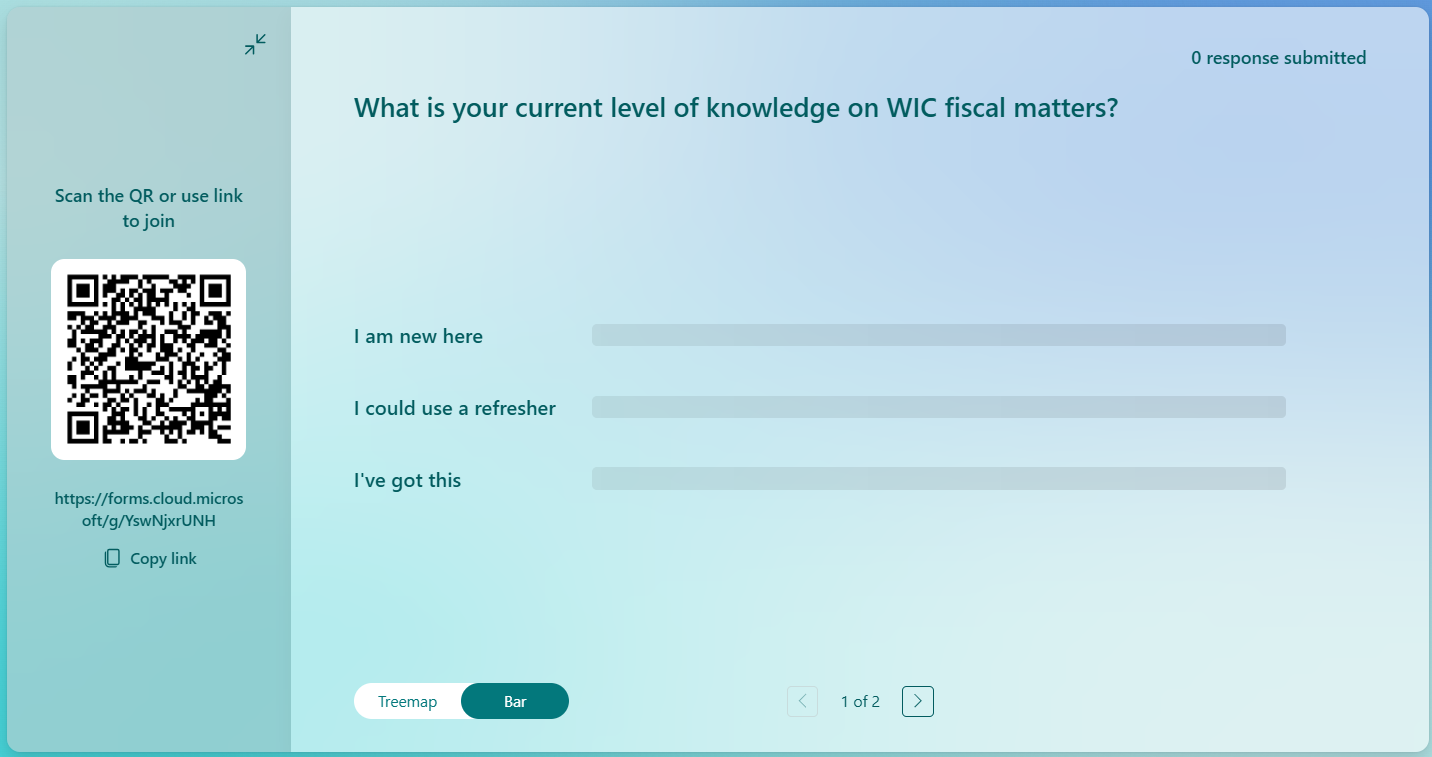 Scan the QR or use link
to join
https://forms.cloud.micros
oft/g/YswNjxrUNH
Copy link
0 response submitted
What is your current level of knowledge on WIC fiscal matters?
I am new here
I could use a refresher
I've got this
Treemap
Bar
1 of 2